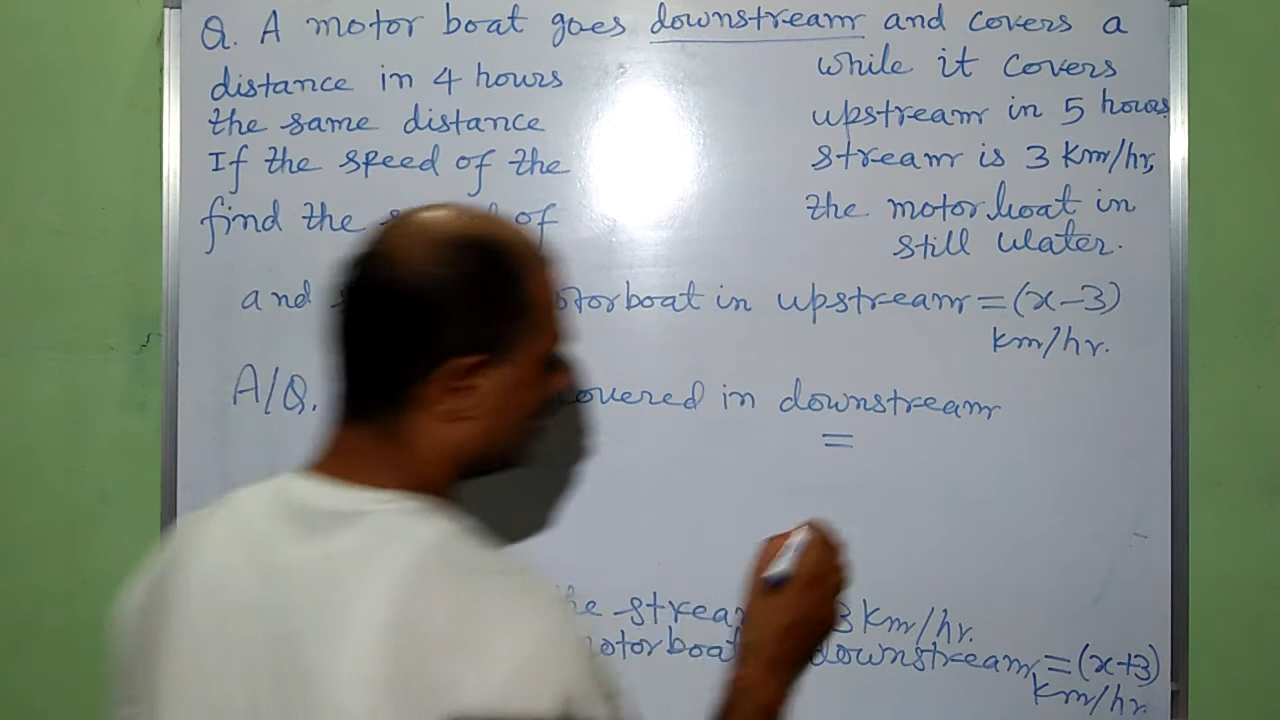 Q. A motor boat goes downstream and covers a
distance in 4 hours while it covers
the same distance upstream in 5 hours
If the speed of the stream is 3 km/hr,
find the of the motor boat in
still water.
and motorboat in upstream = (x-3)
km/hr.
A/Q. covered in downstream
=
the stream 3 km/hr.
motorboat downstream = (x+3)
km/hr.